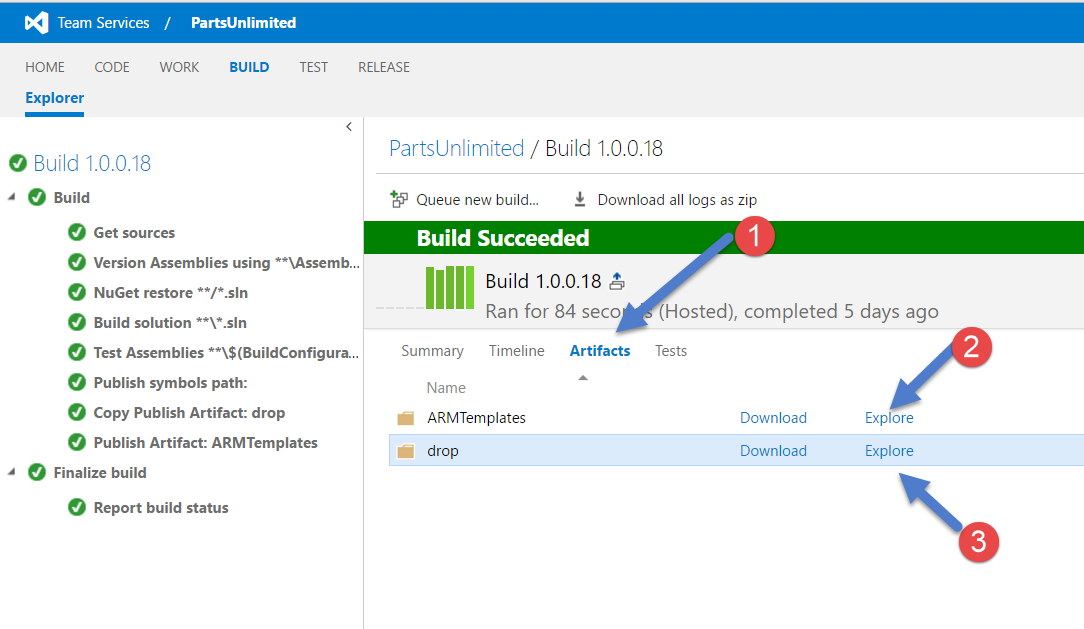 Team Services / PartsUnlimited
HOME CODE WORK BUILD TEST RELEASE
Explorer
Build 1.0.0.18
Build
Get sources
Version Assemblies using **\Assemb...
NuGet restore **/*.sln
Build solution **\*.sln
Test Assemblies **\$(BuildConfigura...
Publish symbols path:
Copy Publish Artifact: drop
Publish Artifact: ARMTemplates
Finalize build
Report build status
PartsUnlimited / Build 1.0.0.18
Queue new build... Download all logs as zip
Build Succeeded
1
Build 1.0.0.18
Ran for 84 seco s (Hosted), completed 5 days ago
Summary Timeline Artifacts Tests
2
Name
ARMTemplates Download Explore
drop Download Explore
3